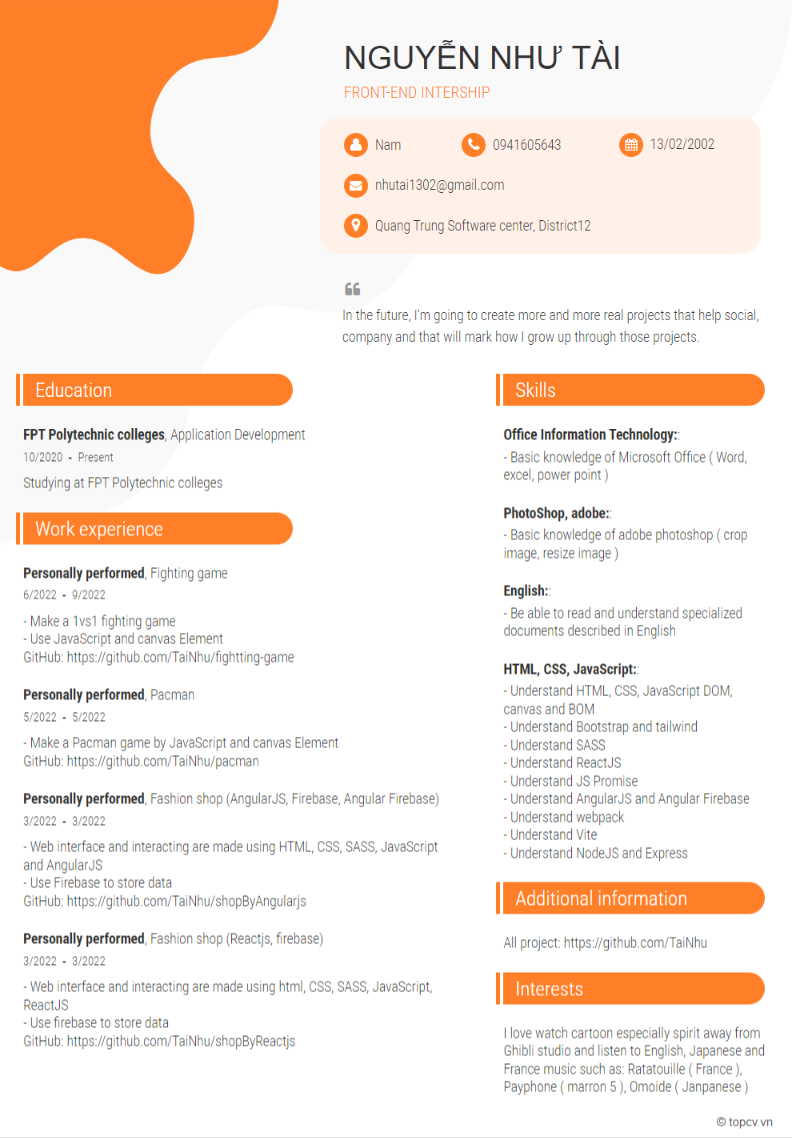 NGUYỄN NHƯ TÀI
FRONT-END INTERSHIP
Nam
0941605643
13/02/2002
nhutai1302@gmail.com
Quang Trung Software center, District12
In the future, I'm going to create more and more real projects that help social,
company and that will mark how I grow up through those projects.
Education
FPT Polytechnic colleges, Application Development
10/2020 - Present
Studying at FPT Polytechnic colleges
Work experience
Personally performed, Fighting game
6/2022 - 9/2022
- Make a 1vs1 fighting game
- Use JavaScript and canvas Element
GitHub: https://github.com/TaiNhu/fightting-game
Personally performed, Pacman
5/2022 - 5/2022
- Make a Pacman game by JavaScript and canvas Element
GitHub: https://github.com/TaiNhu/pacman
Personally performed, Fashion shop (AngularJS, Firebase, Angular Firebase)
3/2022 - 3/2022
- Web interface and interacting are made using HTML, CSS, SASS, JavaScript
and AngularJS
- Use Firebase to store data
GitHub: https://github.com/TaiNhu/shopByAngularjs
Personally performed, Fashion shop (Reactjs, firebase)
3/2022 - 3/2022
- Web interface and interacting are made using html, CSS, SASS, JavaScript,
ReactJS
- Use firebase to store data
GitHub: https://github.com/TaiNhu/shopByReactjs
Skills
Office Information Technology::
- Basic knowledge of Microsoft Office ( Word,
excel, power point )
PhotoShop, adobe::
- Basic knowledge of adobe photoshop ( crop
image, resize image )
English::
- Be able to read and understand specialized
documents described in English
HTML, CSS, JavaScript::
- Understand HTML, CSS, JavaScript DOM,
canvas and BOM
- Understand Bootstrap and tailwind
- Understand SASS
- Understand ReactJS
- Understand JS Promise
- Understand AngularJS and Angular Firebase
- Understand webpack
- Understand Vite
- Understand NodeJS and Express
Additional information
All project: https://github.com/TaiNhu
Interests
I love watch cartoon especially spirit away from
Ghibli studio and listen to English, Japanese and
France music such as: Ratatouille ( France ),
Payphone ( marron 5 ), Omoide ( Janpanese )
© topcv.vn